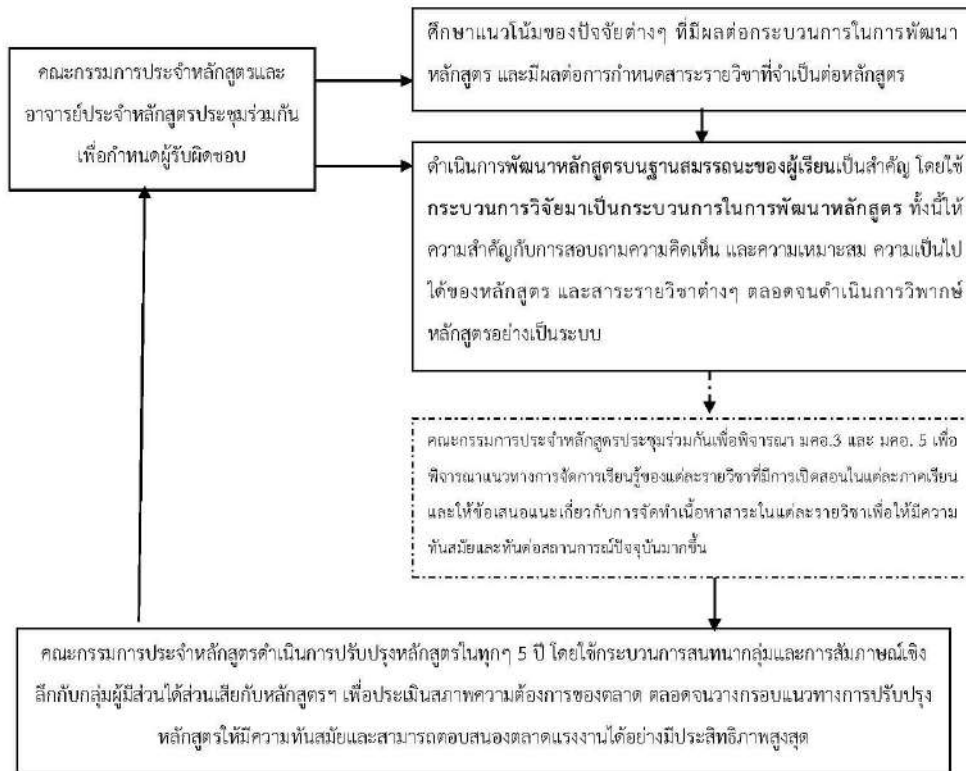 คณะกรรมการประจำหลักสูตรและ
อาจารย์ประจำหลักสูตรประชุมร่วมกัน
เพื่อกำหนดผู้รับผิดชอบ
ศึกษาแนวโน้มของปัจจัยต่างๆ ที่มีผลต่อกระบวนการในการพัฒนา
หลักสูตร และมีผลต่อการกำหนดสาระรายวิชาที่จำเป็นต่อหลักสูตร
ดำเนินการพัฒนาหลักสูตรบนฐานสมรรถนะของผู้เรียนเป็นสำคัญ โดยใช้
กระบวนการวิจัยมาเป็นกระบวนการในการพัฒนาหลักสูตร ทั้งนี้ให้
ความสำคัญกับการสอบถามความคิดเห็น และความเหมาะสม ความเป็นไป
ได้ของหลักสูตร และสาระรายวิชาต่างๆ ตลอดจนดำเนินการวิพากษ์
หลักสูตรอย่างเป็นระบบ
คณะกรรมการประจำหลักสูตรประชุมร่วมกันเพื่อพิจารณา มคอ.3 และ มคอ. 5 เพื่อ
พิจารณาแนวทางการจัดการเรียนรู้ของแต่ละรายวิชาที่มีการเปิดสอนในแต่ละภาคเรียน
และให้ข้อเสนอแนะเกี่ยวกับการจัดทำเนื้อหาสาระในแต่ละรายวิชาเพื่อให้มีความ
ทันสมัยและทันต่อสถานการณ์ปัจจุบันมากขึ้น
คณะกรรมการประจำหลักสูตรดำเนินการปรับปรุงหลักสูตรในทุกๆ 5 ปี โดยใช้กระบวนการสนทนากลุ่มและการสัมภาษณ์เชิง
ลึกกับกลุ่มผู้มีส่วนได้ส่วนเสียกับหลักสูตรฯ เพื่อประเมินสภาพความต้องการของตลาด ตลอดจนวางกรอบแนวทางการปรับปรุง
หลักสูตรให้มีความทันสมัยและสามารถตอบสนองตลาดแรงงานได้อย่างมีประสิทธิภาพสูงสุด